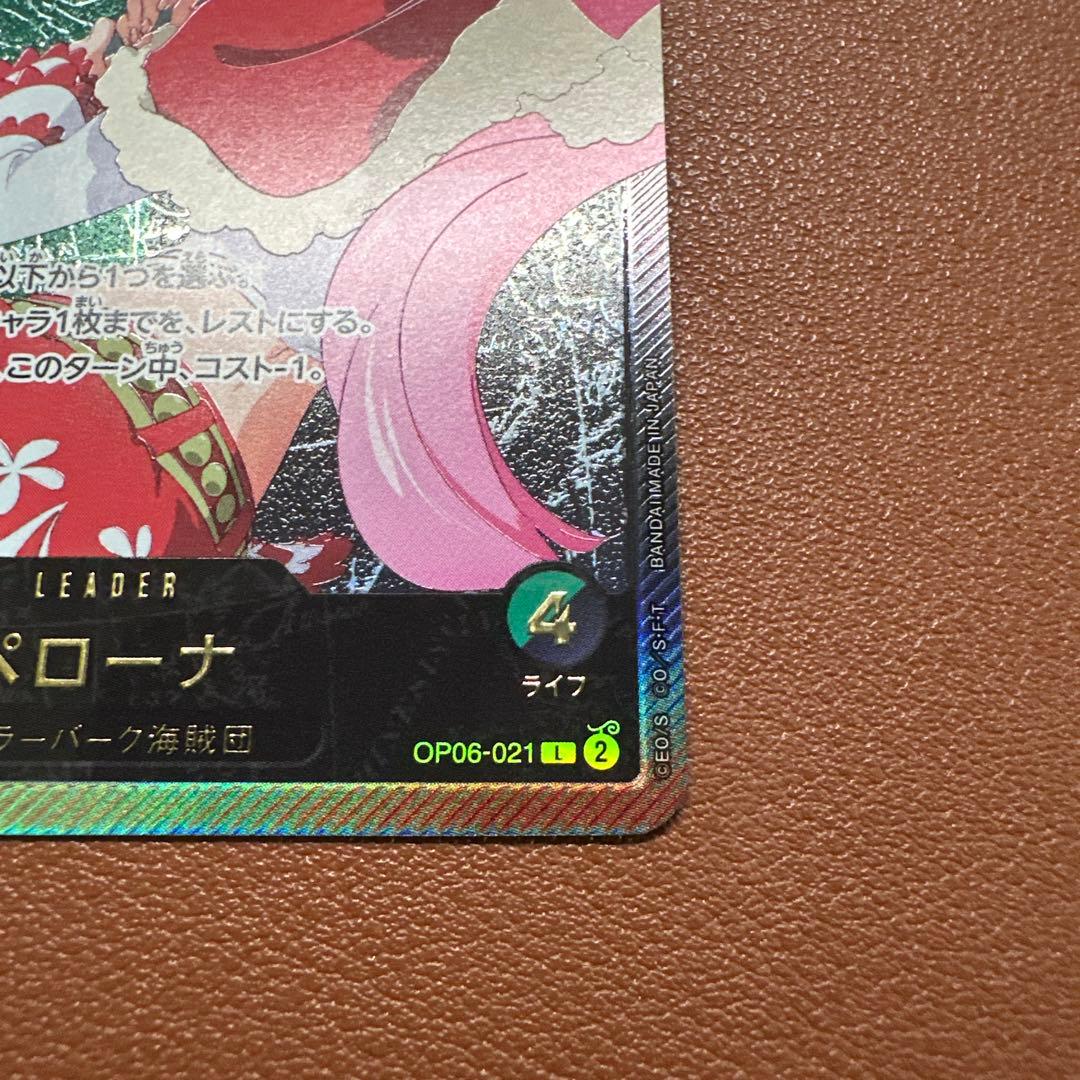 以下から1つを選ぶ。
ャラ1枚までを、レストにする。
このターン中、コスト-1。
LEADER
4
ペローナ
ライフ
ラーバーク海賊団
OP06-021 L 2
©EO/S ©O/S・F・T BANDAI MADE IN JAPAN